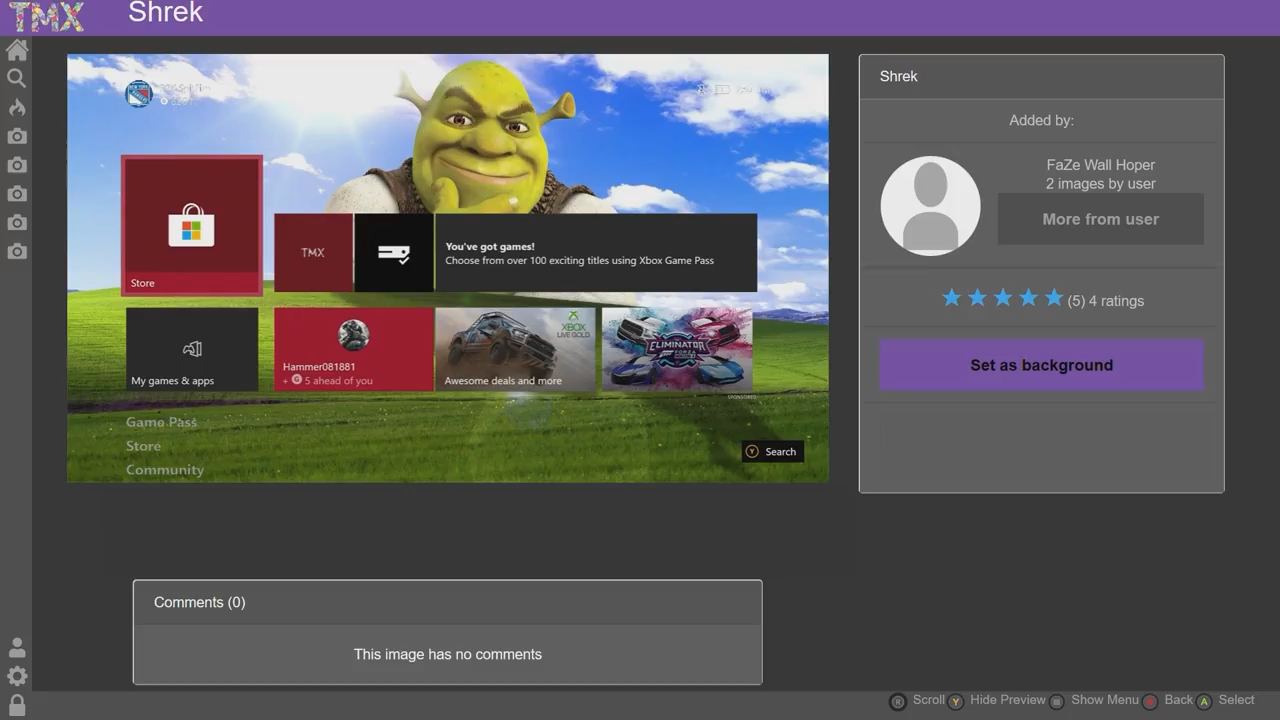 TMX
Shrek
Store
TMX
You've got games!
Choose from over 100 exciting titles using Xbox Game Pass
My games & apps
Hammer081881
+ G 5 ahead of you
XBOX
LIVE GOLD
Awesome deals and more
ELIMINATOR
FORZA
SPONSORED
Game Pass
Store
Community
Y Search
Shrek
Added by:
FaZe Wall Hoper
2 images by user
More from user
(5) 4 ratings
Set as background
Comments (0)
This image has no comments
R Scroll Y Hide Preview Show Menu B Back A Select